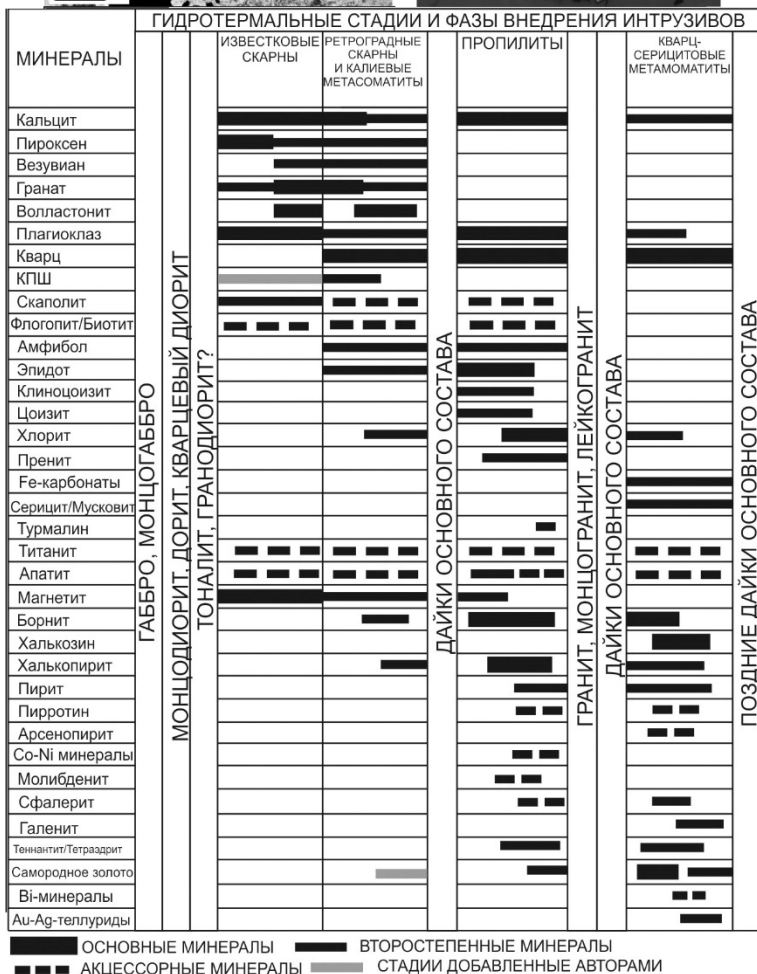 ГИДРОТЕРМАЛЬНЫЕ СТАДИИ И ФАЗЫ ВНЕДРЕНИЯ ИНТРУЗИВОВ
МИНЕРАЛЫ
ИЗВЕСТКОВЫЕ
СКАРНЫ
РЕТРОГРАДНЫЕ
СКАРНЫ
И КАЛИЕВЫЕ
МЕТАСОМАТИТЫ
ПРОПИЛИТЫ
КВАРЦ-
СЕРИЦИТОВЫЕ
МЕТАМОМАТИТЫ
Кальцит
Пироксен
Везувиан
Гранат
Волластонит
Плагиоклаз
Кварц
КПШ
Скаполит
Флогопит/Биотит
Амфибол
Эпидот
Клиноцоизит
Цоизит
Хлорит
Пренит
Fe-карбонаты
Серицит/Мусковит
Турмалин
Титанит
Апатит
Магнетит
Борнит
Халькозин
Халькопирит
Пирит
Пирротин
Арсенопирит
Co-Ni минералы
Молибденит
Сфалерит
Галенит
Теннантит/Тетраэдрит
Самородное золото
Bi-минералы
Au-Ag-теллуриды
ГАББРО, МОНЦОГАББРО
МОНЦОДИОРИТ, ДОРИТ, КВАРЦЕВЫЙ ДИОРИТ
ТОНАЛИТ, ГРАНОДИОРИТ?
ДАЙКИ ОСНОВНОГО СОСТАВА
ГРАНИТ, МОНЦОГРАНИТ, ЛЕЙКОГРАНИТ
ДАЙКИ ОСНОВНОГО СОСТАВА
ПОЗДНИЕ ДАЙКИ ОСНОВНОГО СОСТАВА
ОСНОВНЫЕ МИНЕРАЛЫ
ВТОРОСТЕПЕННЫЕ МИНЕРАЛЫ
АКЦЕССОРНЫЕ МИНЕРАЛЫ
СТАДИИ ДОБАВЛЕННЫЕ АВТОРАМИ